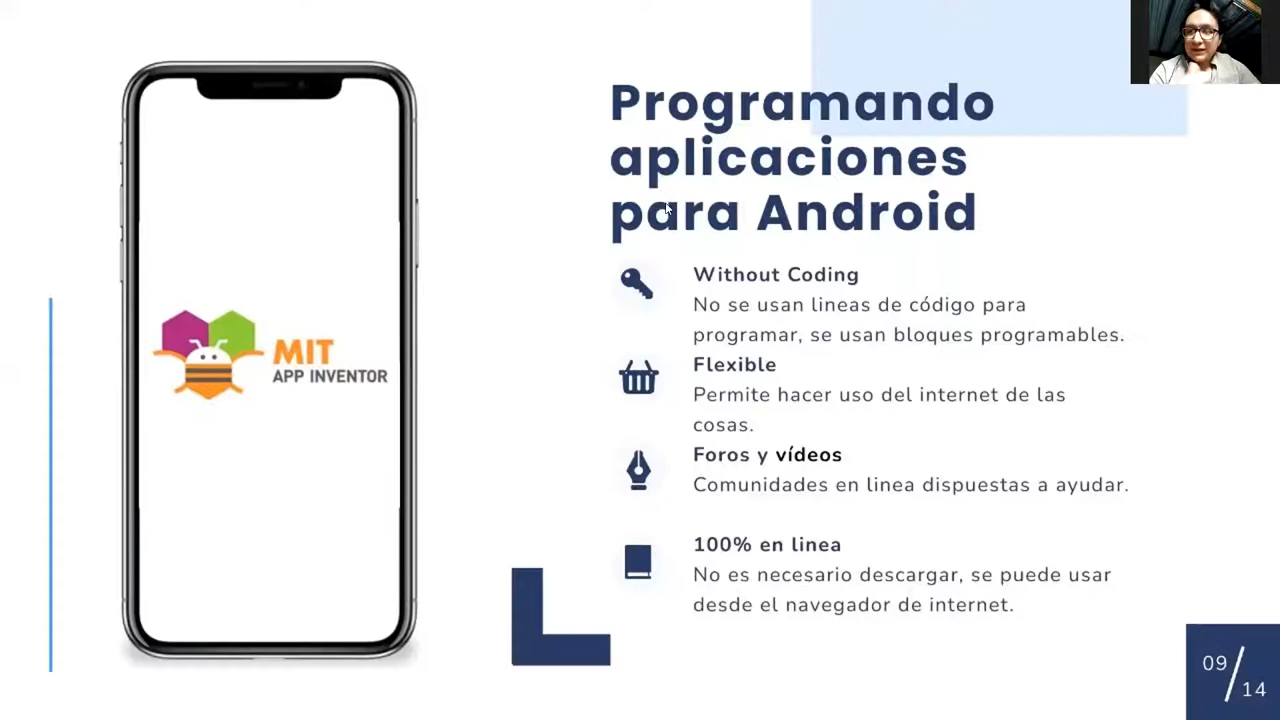 MIT
APP INVENTOR
Programando
aplicaciones
para Android
Without Coding
No se usan lineas de código para
programar, se usan bloques programables.
Flexible
Permite hacer uso del internet de las
cosas.
Foros y vídeos
Comunidades en linea dispuestas a ayudar.
100% en linea
No es necesario descargar, se puede usar
desde el navegador de internet.
09/14